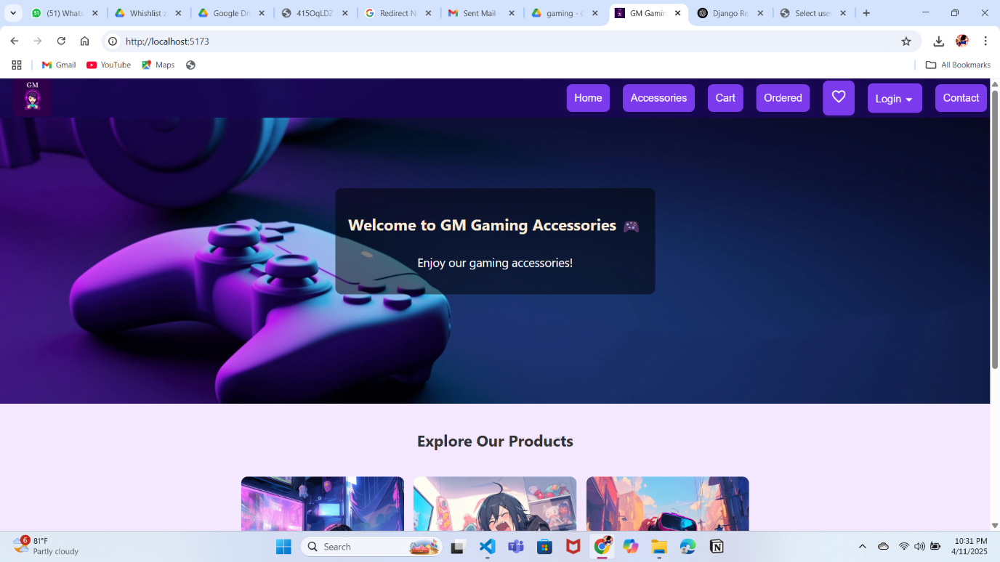 (51) Whats
Whishlist z
Google Dri
415OqLDZ
Redirect N
Sent Mail
gaming - G
GM Gamin
Django Re
Select use
http://localhost:5173
Gmail
YouTube
Maps
All Bookmarks
GM
Home
Accessories
Cart
Ordered
Login
Contact
Welcome to GM Gaming Accessories 🎮
Enjoy our gaming accessories!
Explore Our Products
6
81°F
Partly cloudy
Search
10:31 PM
4/11/2025